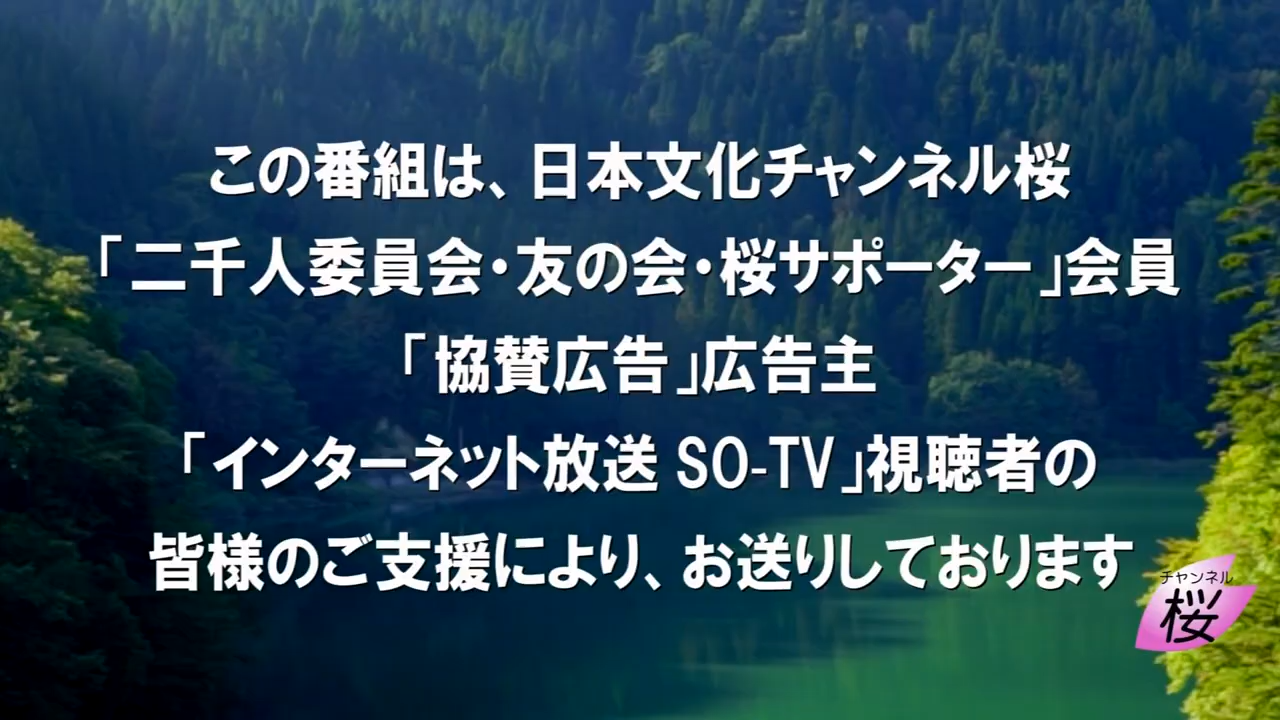 この番組は、日本文化チャンネル桜
「二千人委員会・友の会・桜サポーター」会員
「協賛広告」広告主
「インターネット放送 SO-TV」視聴者の
皆様のご支援により、お送りしております
チャンネル
桜